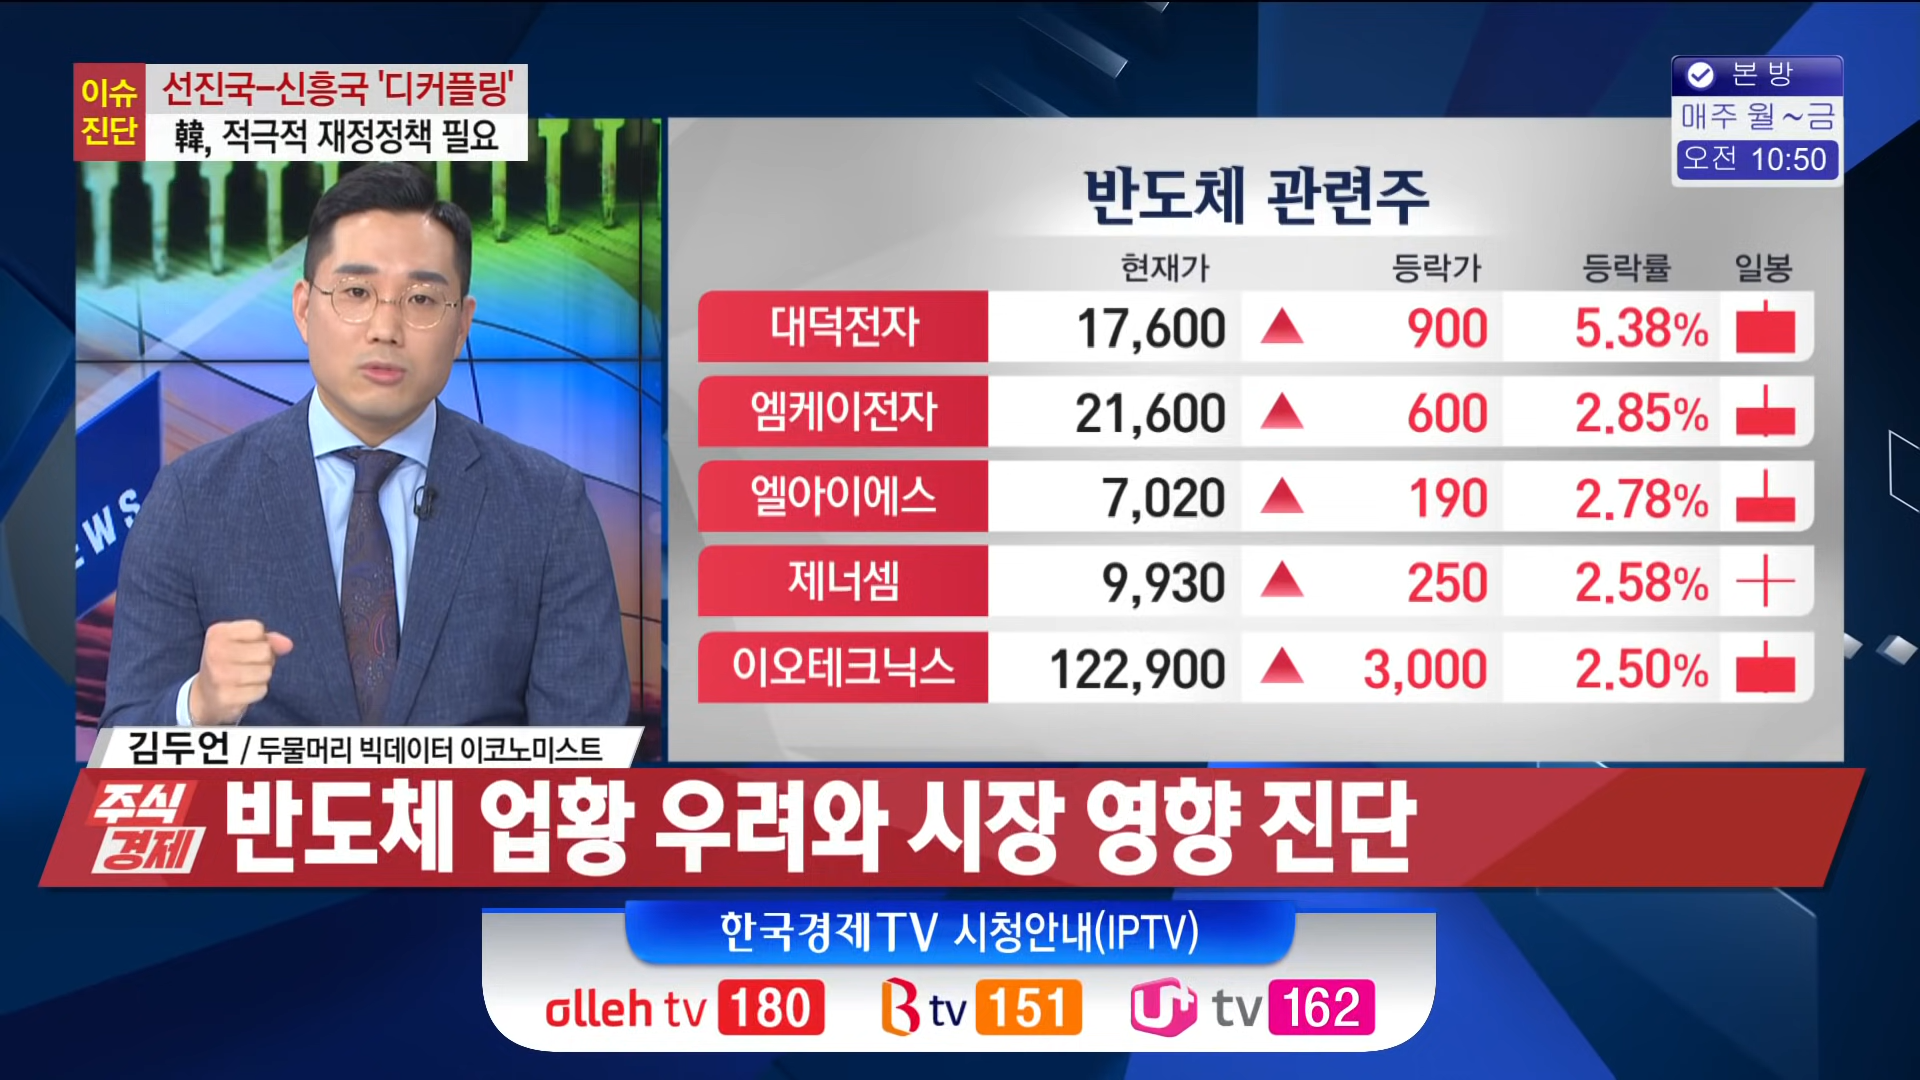 이슈
진단
선진국-신흥국 '디커플링'
韓, 적극적 재정정책 필요
본 방
매주 월~금
오전 10:50
반도체 관련주
현재가 등락가 등락률 일봉
대덕전자 17,600 ▲ 900 5.38%
엠케이전자 21,600 ▲ 600 2.85%
엘아이에스 7,020 ▲ 190 2.78%
제너셈 9,930 ▲ 250 2.58%
이오테크닉스 122,900 ▲ 3,000 2.50%
EWS
김두언 / 두물머리 빅데이터 이코노미스트
주식
경제
반도체 업황 우려와 시장 영향 진단
한국경제TV 시청안내(IPTV)
olleh tv 180 B tv 151 U+ tv 162